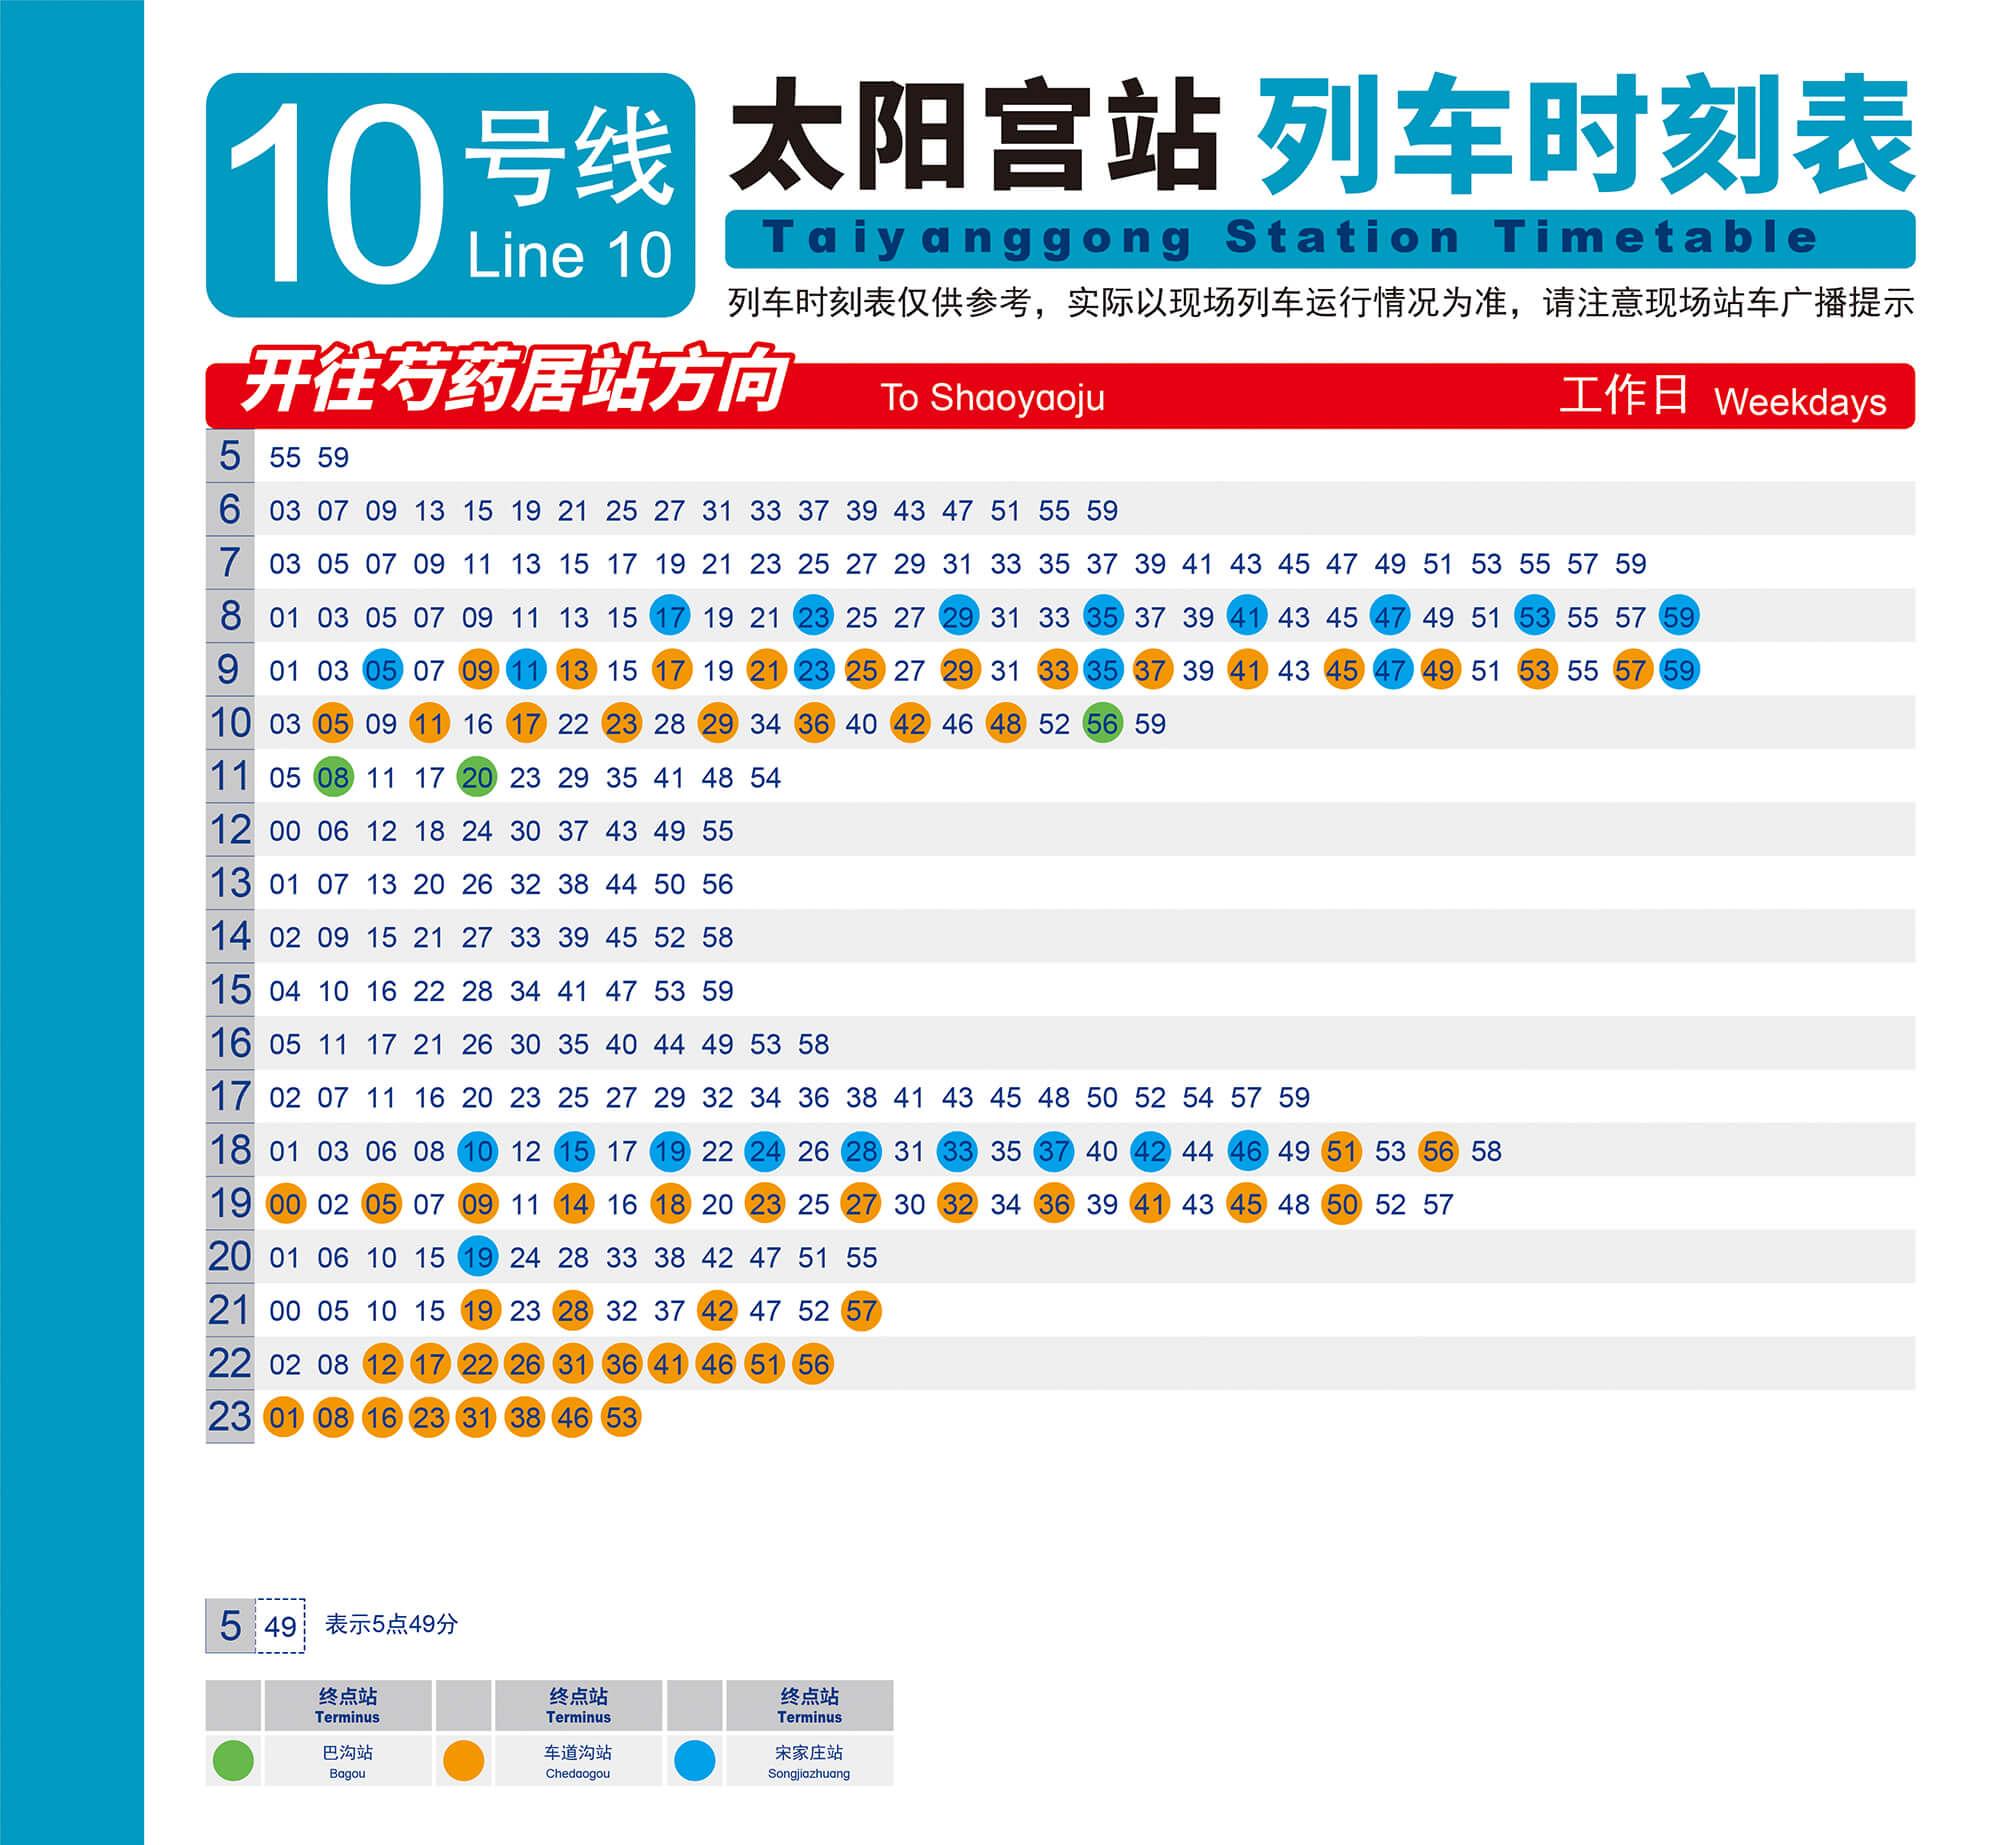 10号线
Line 10
太阳宫站 列车时刻表
Taiyanggong Station Timetable
列车时刻表仅供参考，实际以现场列车运行情况为准，请注意现场站车广播提示
开往芍药居站方向 To Shaoyaoju 工作日 Weekdays
5 55 59
6 03 07 09 13 15 19 21 25 27 31 33 37 39 43 47 51 55 59
7 03 05 07 09 11 13 15 17 19 21 23 25 27 29 31 33 35 37 39 41 43 45 47 49 51 53 55 57 59
8 01 03 05 07 09 11 13 15 17 19 21 23 25 27 29 31 33 35 37 39 41 43 45 47 49 51 53 55 57 59
9 01 03 05 07 09 11 13 15 17 19 21 23 25 27 29 31 33 35 37 39 41 43 45 47 49 51 53 55 57 59
10 03 05 09 11 16 17 22 23 28 29 34 36 40 42 46 48 52 56 59
11 05 08 11 17 20 23 29 35 41 48 54
12 00 06 12 18 24 30 37 43 49 55
13 01 07 13 20 26 32 38 44 50 56
14 02 09 15 21 27 33 39 45 52 58
15 04 10 16 22 28 34 41 47 53 59
16 05 11 17 21 26 30 35 40 44 49 53 58
17 02 07 11 16 20 23 25 27 29 32 34 36 38 41 43 45 48 50 52 54 57 59
18 01 03 06 08 10 12 15 17 19 22 24 26 28 31 33 35 37 40 42 44 46 49 51 53 56 58
19 00 02 05 07 09 11 14 16 18 20 23 25 27 30 32 34 36 39 41 43 45 48 50 52 57
20 01 06 10 15 19 24 28 33 38 42 47 51 55
21 00 05 10 15 19 23 28 32 37 42 47 52 57
22 02 08 12 17 22 26 31 36 41 46 51 56
23 01 08 16 23 31 38 46 53
5 49 表示5点49分
终点站 终点站 终点站
Terminus Terminus Terminus
巴沟站 车道沟站 宋家庄站
Bagou Chedaogou Songjiazhuang